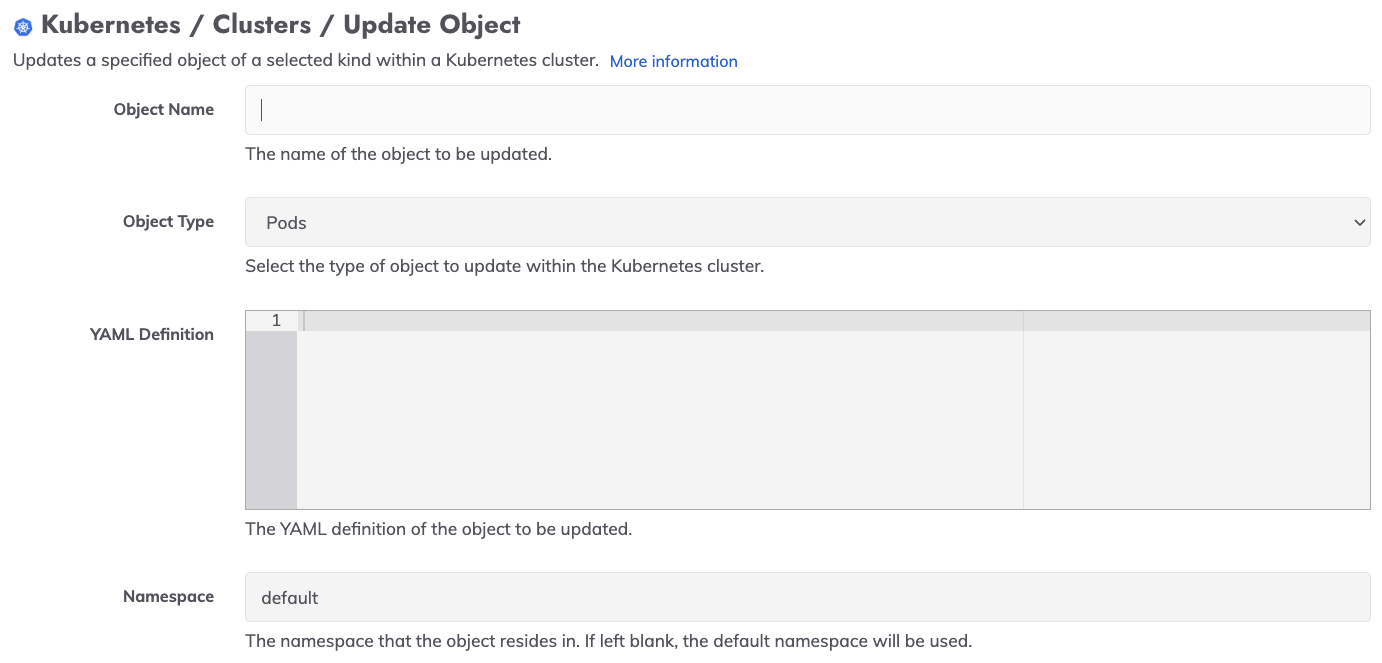 Kubernetes / Clusters / Update Object
Updates a specified object of a selected kind within a Kubernetes cluster. More information
Object Name
The name of the object to be updated.
Object Type Pods
Select the type of object to update within the Kubernetes cluster.
YAML Definition 1
The YAML definition of the object to be updated.
Namespace default
The namespace that the object resides in. If left blank, the default namespace will be used.